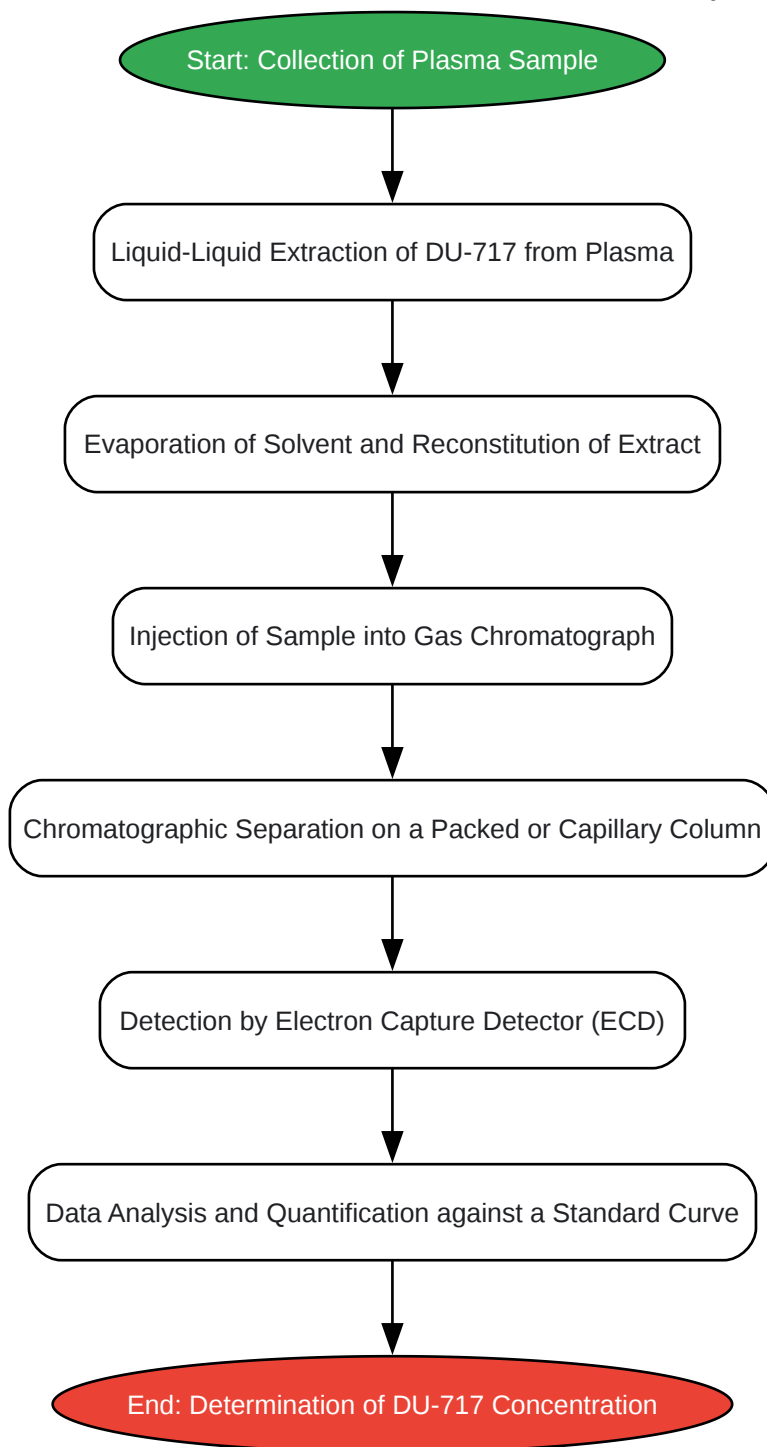 Start: Collection of Plasma Sample
Liquid-Liquid Extraction of DU-717 from Plasma
Evaporation of Solvent and Reconstitution of Extract
Injection of Sample into Gas Chromatograph
Chromatographic Separation on a Packed or Capillary Column
Detection by Electron Capture Detector (ECD)
Data Analysis and Quantification against a Standard Curve
End: Determination of DU-717 Concentration